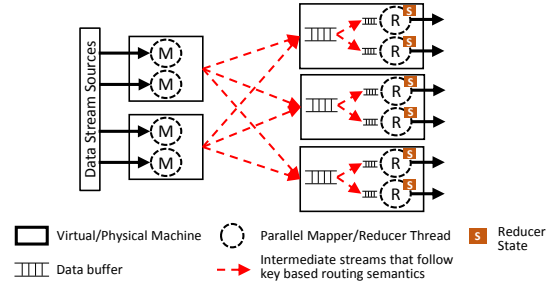 Data Stream Sources
M
M
M
M
R
S
R
S
R
S
R
S
R
S
R
S
Virtual/Physical Machine
Parallel Mapper/Reducer Thread
S
Reducer
State
Data buffer
Intermediate streams that follow
key based routing semantics